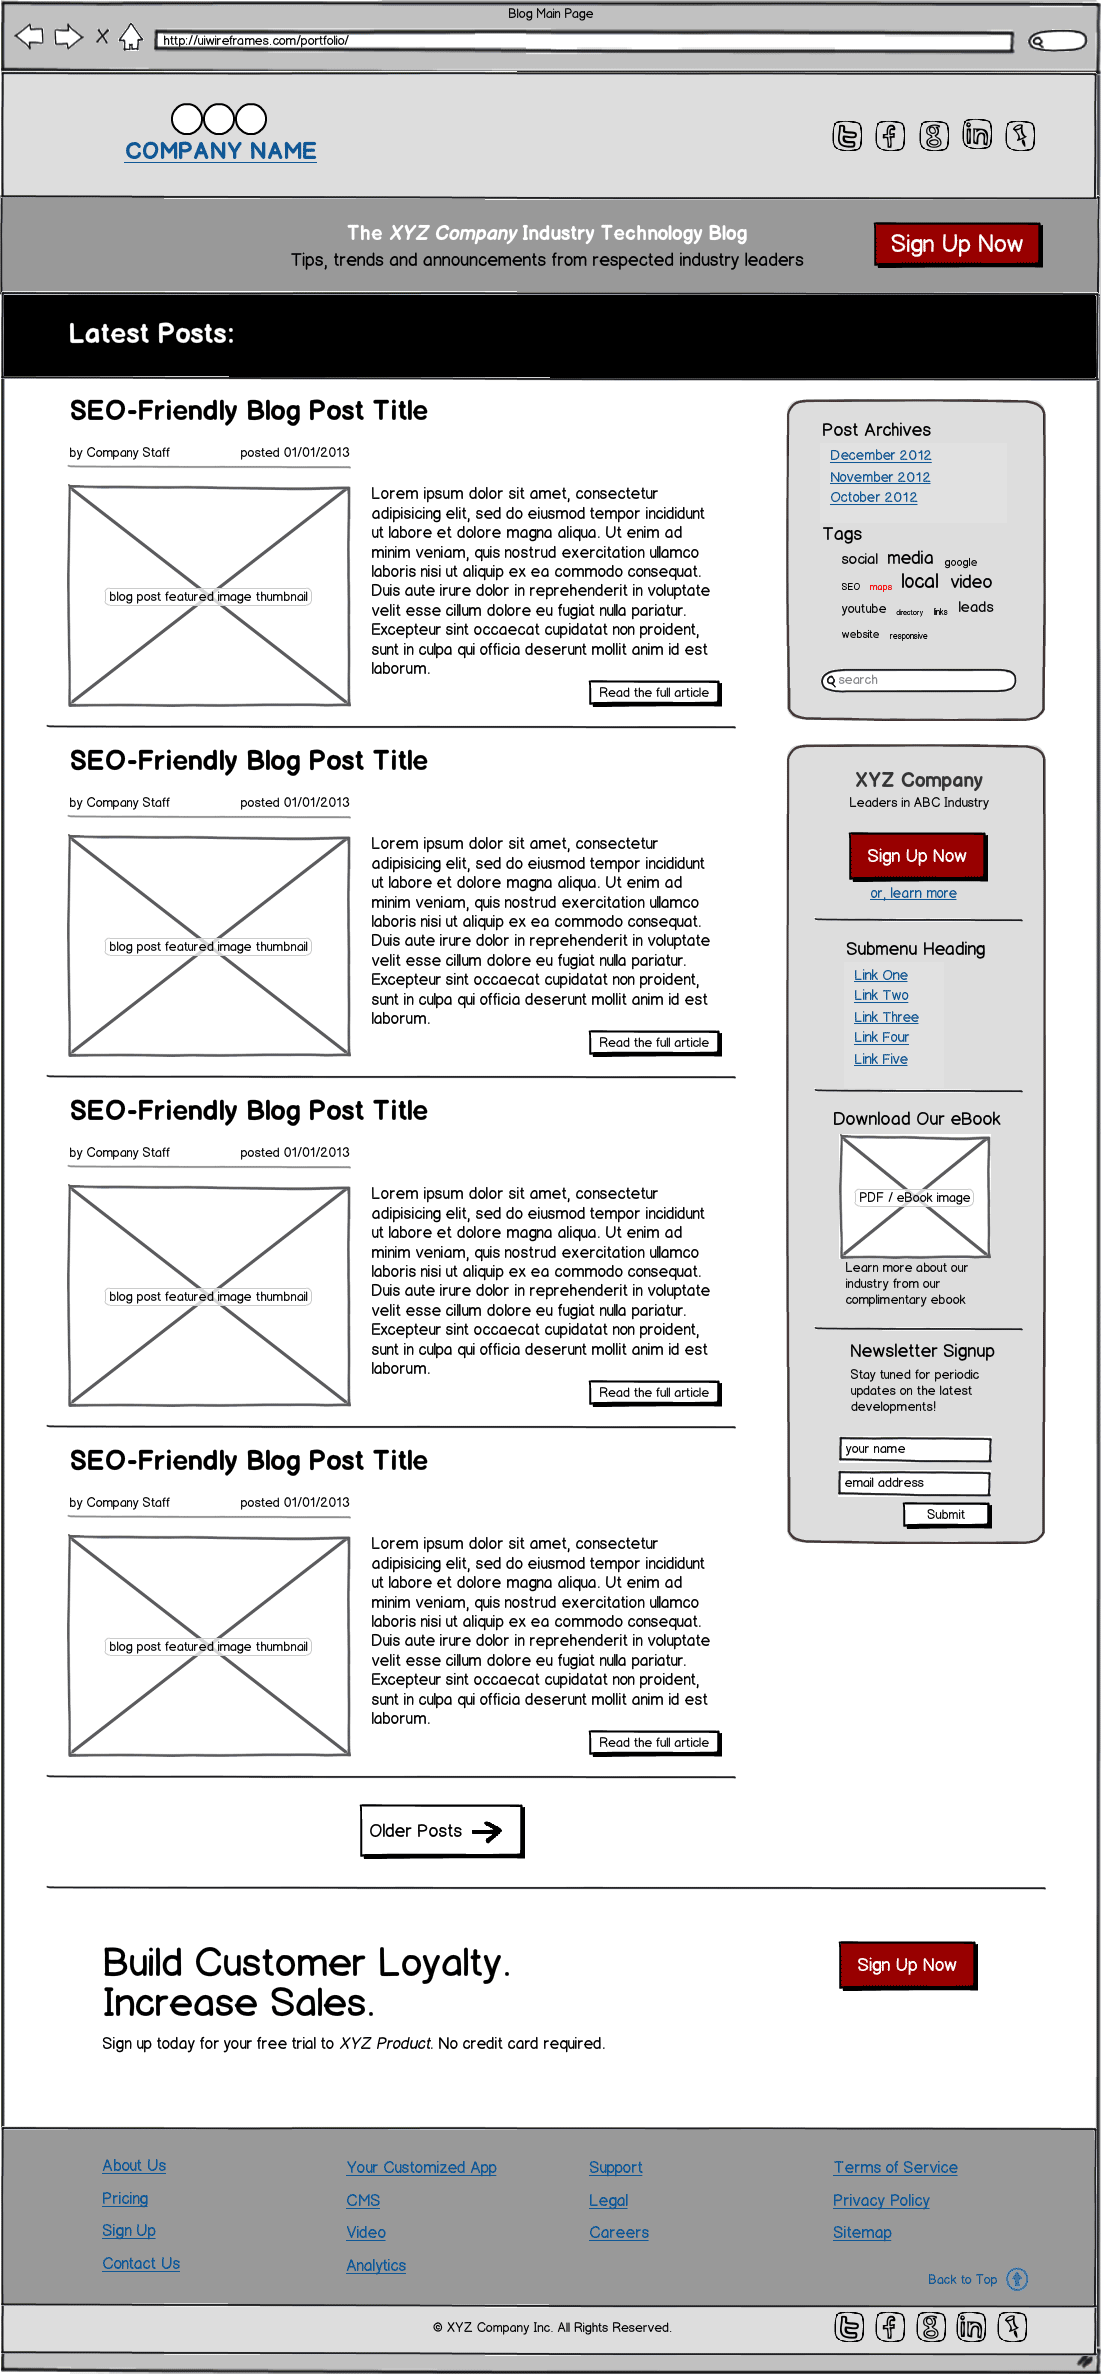 Blog Main Page
http://uiwireframes.com/portfolio/
COMPANY NAME
The XYZ Company Industry Technology Blog
Tips, trends and announcements from respected industry leaders
Sign Up Now
Latest Posts:
SEO-Friendly Blog Post Title
by Company Staff posted 01/01/2013
blog post featured image thumbnail
Lorem ipsum dolor sit amet, consectetur
adipisicing elit, sed do eiusmod tempor incididunt
ut labore et dolore magna aliqua. Ut enim ad
minim veniam, quis nostrud exercitation ullamco
laboris nisi ut aliquip ex ea commodo consequat.
Duis aute irure dolor in reprehenderit in voluptate
velit esse cillum dolore eu fugiat nulla pariatur.
Excepteur sint occaecat cupidatat non proident,
sunt in culpa qui officia deserunt mollit anim id est
laborum.
Read the full article
SEO-Friendly Blog Post Title
by Company Staff posted 01/01/2013
blog post featured image thumbnail
Lorem ipsum dolor sit amet, consectetur
adipisicing elit, sed do eiusmod tempor incididunt
ut labore et dolore magna aliqua. Ut enim ad
minim veniam, quis nostrud exercitation ullamco
laboris nisi ut aliquip ex ea commodo consequat.
Duis aute irure dolor in reprehenderit in voluptate
velit esse cillum dolore eu fugiat nulla pariatur.
Excepteur sint occaecat cupidatat non proident,
sunt in culpa qui officia deserunt mollit anim id est
laborum.
Read the full article
SEO-Friendly Blog Post Title
by Company Staff posted 01/01/2013
blog post featured image thumbnail
Lorem ipsum dolor sit amet, consectetur
adipisicing elit, sed do eiusmod tempor incididunt
ut labore et dolore magna aliqua. Ut enim ad
minim veniam, quis nostrud exercitation ullamco
laboris nisi ut aliquip ex ea commodo consequat.
Duis aute irure dolor in reprehenderit in voluptate
velit esse cillum dolore eu fugiat nulla pariatur.
Excepteur sint occaecat cupidatat non proident,
sunt in culpa qui officia deserunt mollit anim id est
laborum.
Read the full article
SEO-Friendly Blog Post Title
by Company Staff posted 01/01/2013
blog post featured image thumbnail
Lorem ipsum dolor sit amet, consectetur
adipisicing elit, sed do eiusmod tempor incididunt
ut labore et dolore magna aliqua. Ut enim ad
minim veniam, quis nostrud exercitation ullamco
laboris nisi ut aliquip ex ea commodo consequat.
Duis aute irure dolor in reprehenderit in voluptate
velit esse cillum dolore eu fugiat nulla pariatur.
Excepteur sint occaecat cupidatat non proident,
sunt in culpa qui officia deserunt mollit anim id est
laborum.
Read the full article
Older Posts
Post Archives
December 2012
November 2012
October 2012
Tags
social media google
SEO maps local video
youtube directory links leads
website responsive
search
XYZ Company
Leaders in ABC Industry
Sign Up Now
or, learn more
Submenu Heading
Link One
Link Two
Link Three
Link Four
Link Five
Download Our eBook
PDF / eBook image
Learn more about our
industry from our
complimentary ebook
Newsletter Signup
Stay tuned for periodic
updates on the latest
developments!
your name
email address
Submit
Build Customer Loyalty.
Increase Sales.
Sign up today for your free trial to XYZ Product. No credit card required.
Sign Up Now
About Us
Pricing
Sign Up
Contact Us
Your Customized App
CMS
Video
Analytics
Support
Legal
Careers
Terms of Service
Privacy Policy
Sitemap
Back to Top
© XYZ Company Inc. All Rights Reserved.